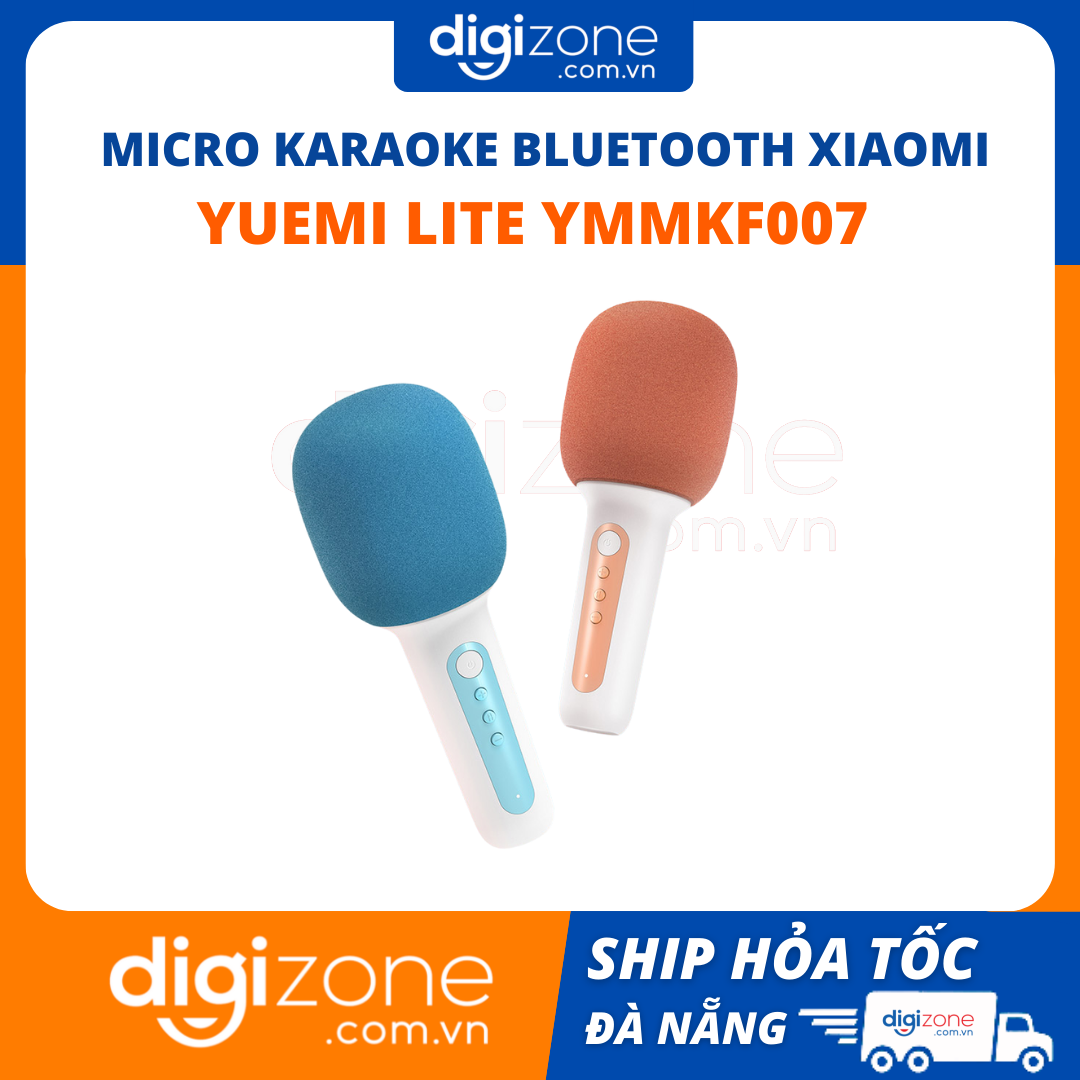 digizone
.com.vn
MICRO KARAOKE BLUETOOTH XIAOMI
YUEMI LITE YMMKF007
digizone
.com.vn
digizone
.com.vn
SHIP HỎA TỐC
ĐÀ NẴNG
digizone
.com.vn